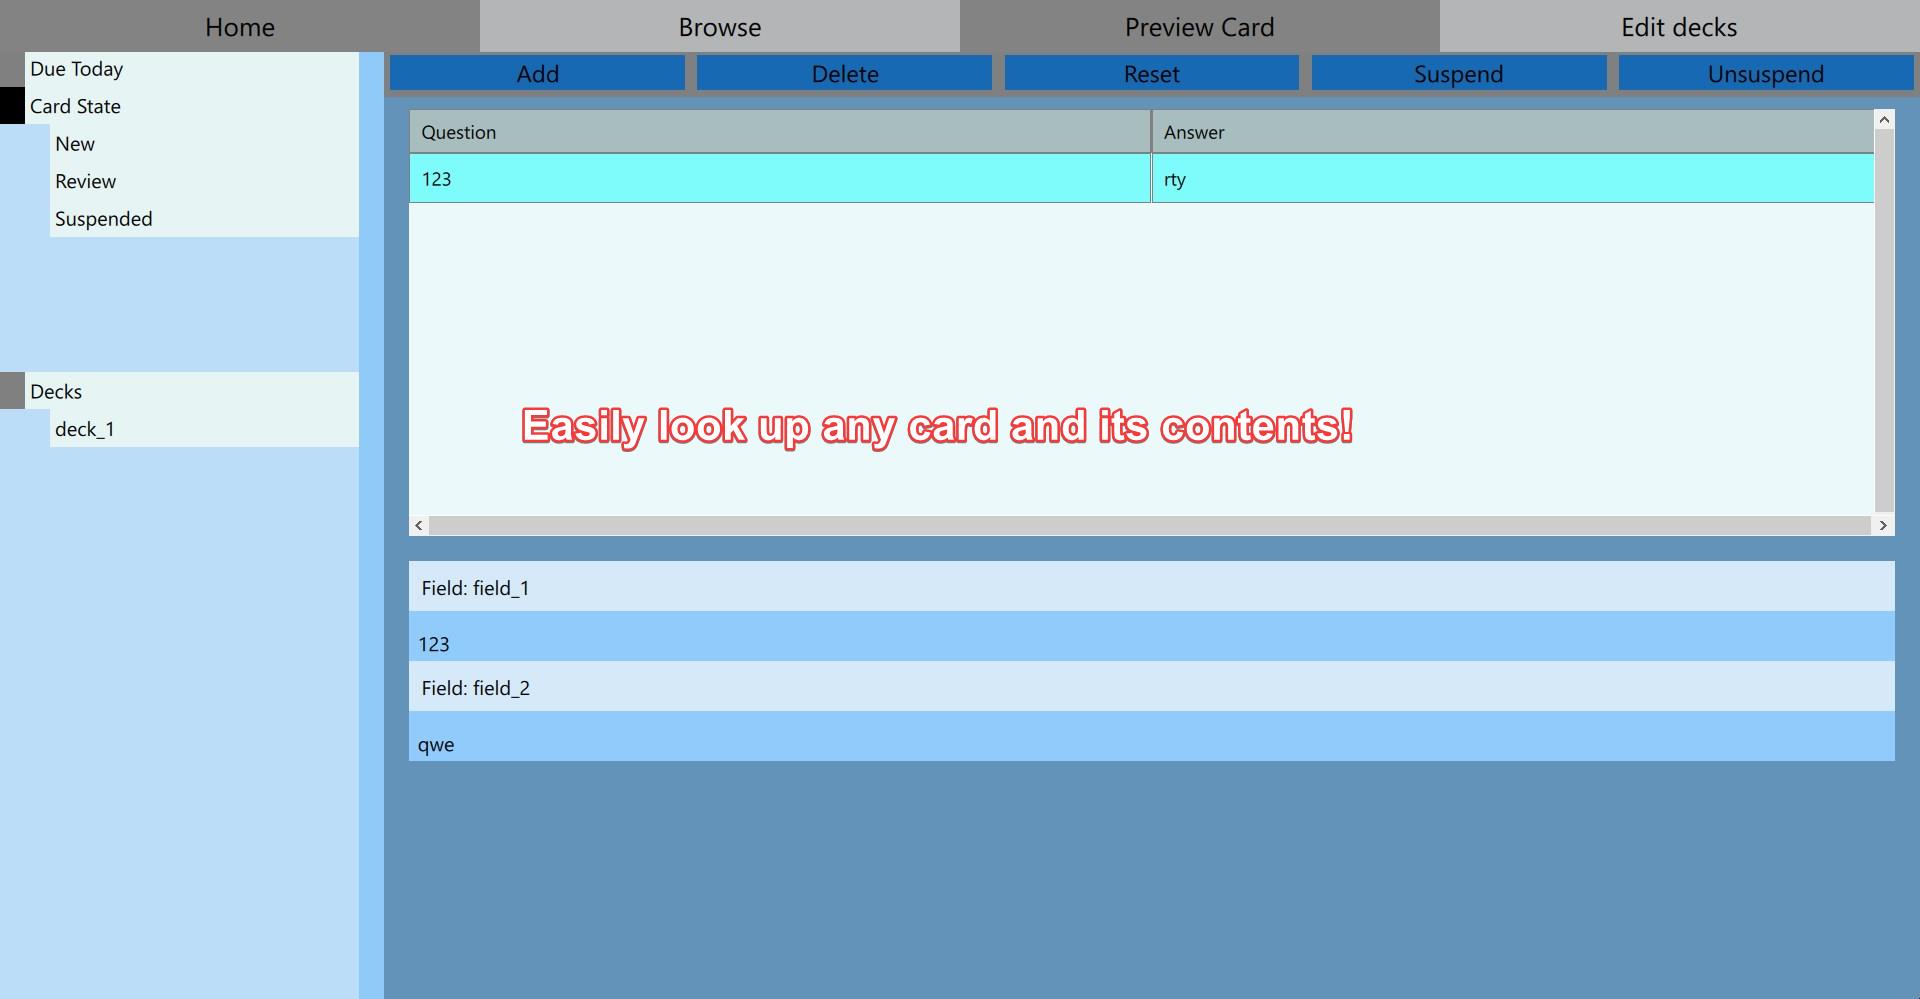 Home Browse Preview Card Edit decks
Due Today
Card State
New
Review
Suspended
Decks
deck_1
Add Delete Reset Suspend Unsuspend
Question Answer
123 rty
Easily look up any card and its contents!
Field: field_1
123
Field: field_2
qwe